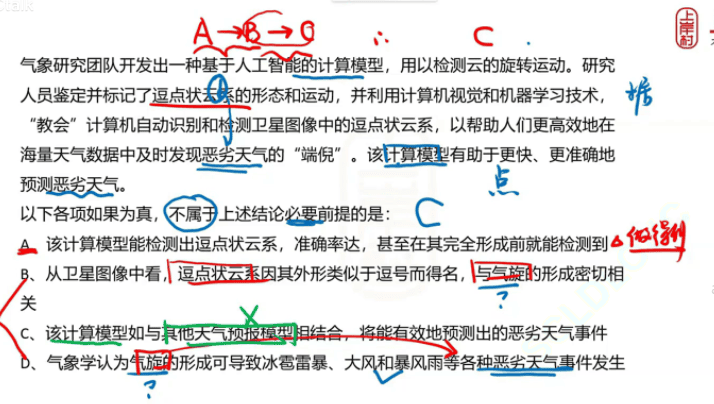 A→B→C ∴ C
上岸村
气象研究团队开发出一种基于人工智能的计算模型，用以检测云的旋转运动。研究
人员鉴定并标记了逗点状云系的形态和运动，并利用计算机视觉和机器学习技术，
据
“教会”计算机自动识别和检测卫星图像中的逗点状云系，以帮助人们更高效地在
海量天气数据中及时发现恶劣天气的“端倪”。该计算模型有助于更快、更准确地
预测恶劣天气。
点
以下各项如果为真，不属于上述结论必要前提的是：
C
A、该计算模型能检测出逗点状云系，准确率达，甚至在其完全形成前就能检测到
做得到
B、从卫星图像中看，逗点状云系因其外形类似于逗号而得名，与气旋的形成密切相
?
关
C、该计算模型如与其他天气预报模型相结合，将能有效地预测出的恶劣天气事件
D、气象学认为气旋的形成可导致冰雹雷暴、大风和暴风雨等各种恶劣天气事件发生
?